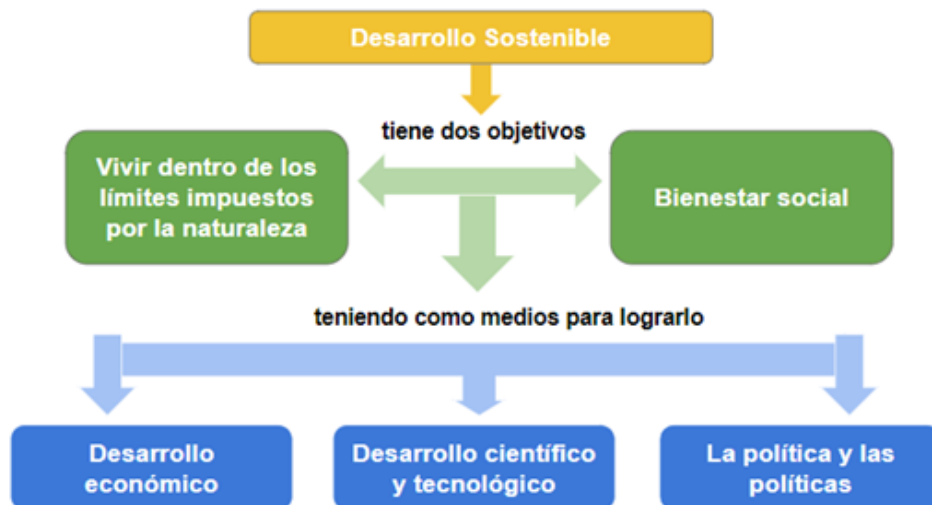 Desarrollo Sostenible
tiene dos objetivos
Vivir dentro de los
límites impuestos
por la naturaleza
Bienestar social
teniendo como medios para lograrlo
Desarrollo
económico
Desarrollo científico
y tecnológico
La política y las
políticas